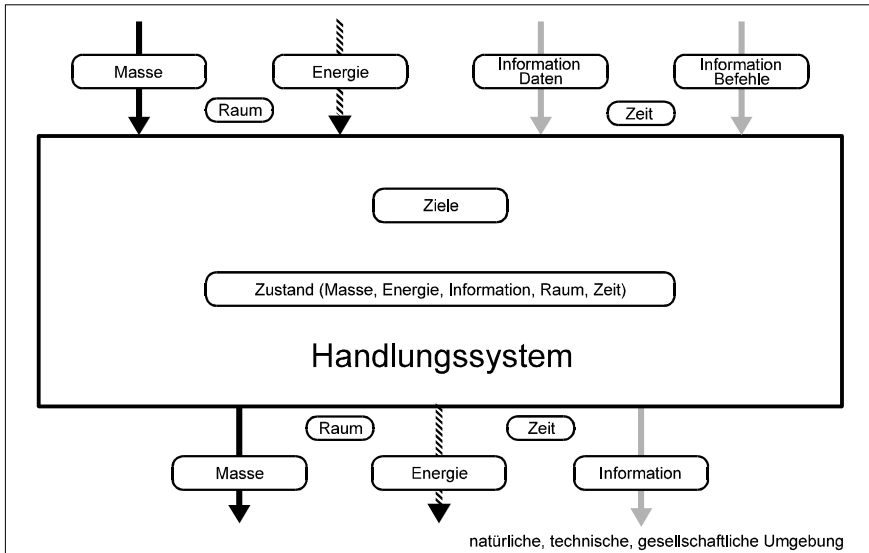 Masse
Energie
Information
Daten
Information
Befehle
Raum
Zeit
Ziele
Zustand (Masse, Energie, Information, Raum, Zeit)
Handlungssystem
Raum
Zeit
Masse
Energie
Information
natürliche, technische, gesellschaftliche Umgebung